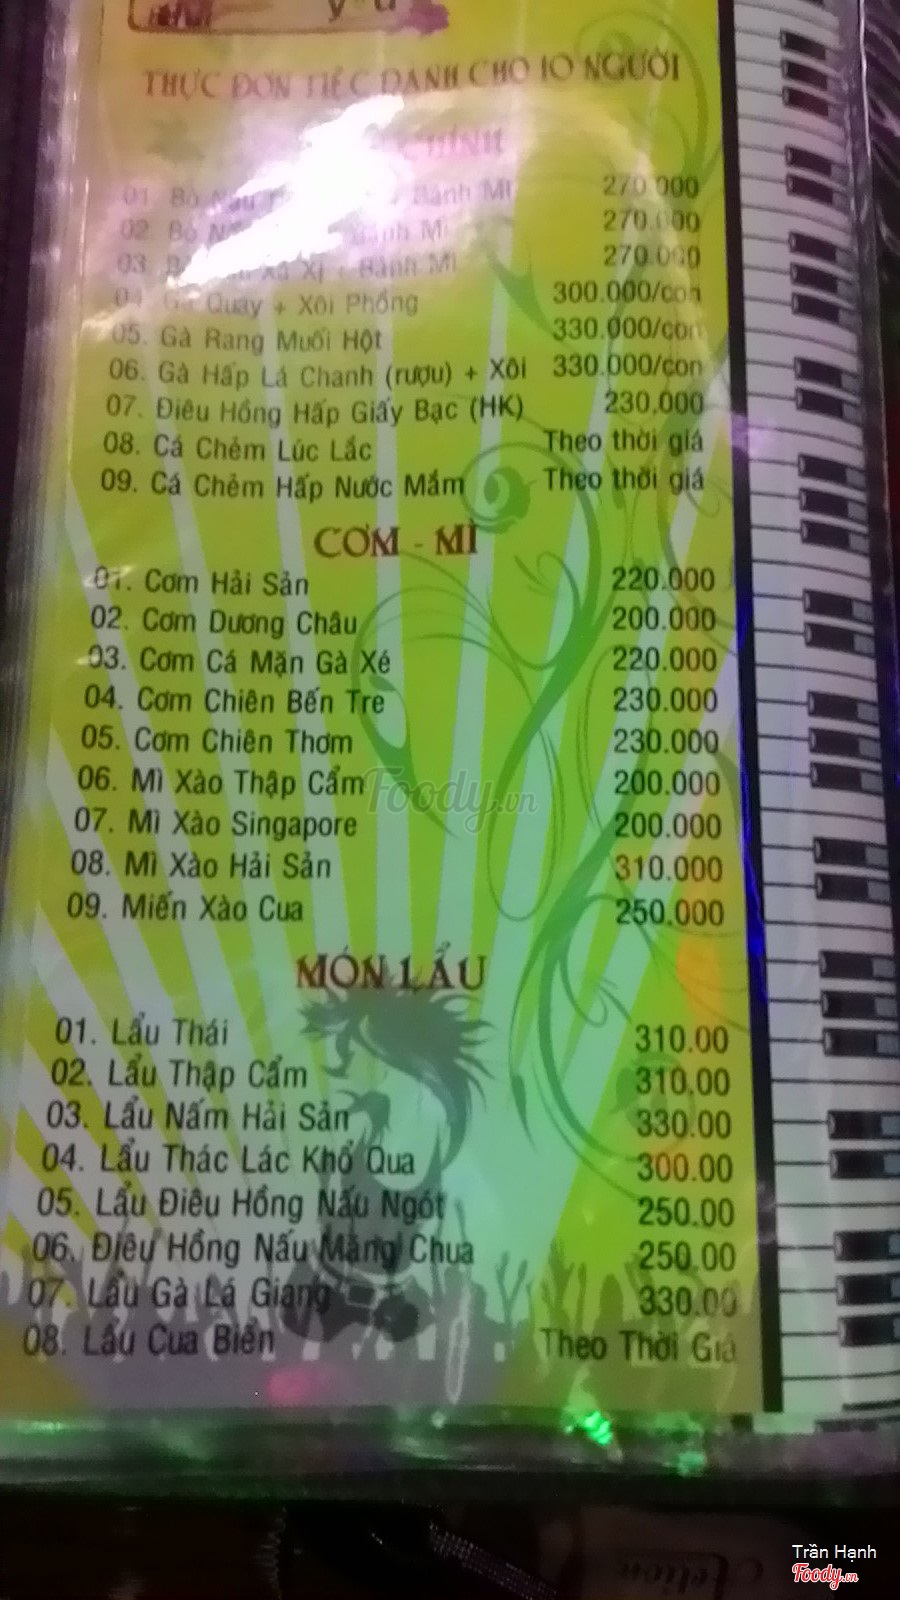 THỰC ĐƠN TIỆC DÀNH CHO 10 NGƯỜI
CHÍNH
01 Bò Nấu + Bánh Mì 270.000
02 Bò Bánh Mì 270.000
03 Xá Xị + Bánh Mì 270.000
04 Gà Quay + Xôi Phồng 300.000/con
05. Gà Rang Muối Hột 330.000/con
06. Gà Hấp Lá Chanh (rượu) + Xôi 330.000/con
07. Điêu Hồng Hấp Giấy Bạc (HK) 230.000
08. Cá Chẻm Lúc Lắc Theo thời giá
09. Cá Chẻm Hấp Nước Mắm Theo thời giá
CƠM - MÌ
01. Cơm Hải Sản 220.000
02. Cơm Dương Châu 200.000
03. Cơm Cá Mặn Gà Xé 220.000
04. Cơm Chiên Bến Tre 230.000
05. Cơm Chiên Thơm 230.000
06. Mì Xào Thập Cẩm 200.000
07. Mì Xào Singapore 200.000
08. Mì Xào Hải Sản 310.000
09. Miến Xào Cua 250.000
Foody.vn
MÓN LẨU
01. Lẩu Thái 310.00
02. Lẩu Thập Cẩm 310.00
03. Lẩu Nấm Hải Sản 330.00
04. Lẩu Thác Lác Khổ Qua 300.00
05. Lẩu Điêu Hồng Nấu Ngót 250.00
06. Điêu Hồng Nấu Măng Chua 250.00
07. Lẩu Gà Lá Giang 330.00
08. Lẩu Cua Biển Theo Thời Giá
Trần Hạnh
Foody.vn